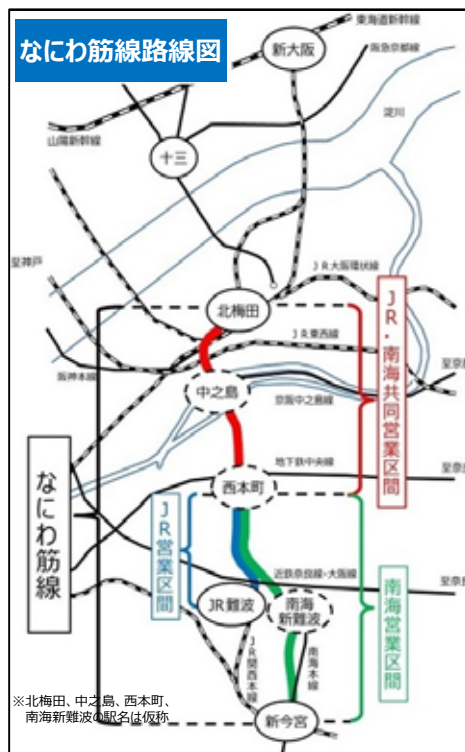 なにわ筋線路線図
東海道新幹線
新大阪
阪急京都線
淀川
山陽新幹線
十三
至神戸
JR大阪環状線
北梅田
JR東西線
阪神本線
中之島
京阪中之島線
至京
JR・南海共同営業区間
なにわ筋線
地下鉄中央線
至奈
西本町
JR営業区間
近鉄奈良線・大阪線
至奈
JR難波
南海
新難波
南海営業区間
JR関西本線
南海本線
新今宮
※北梅田、中之島、西本町、
南海新難波の駅名は仮称